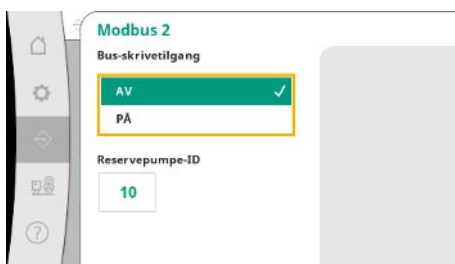 Modbus 2
Bus-skrivetilgang
AV
PÅ
Reservepumpe-ID
10
?